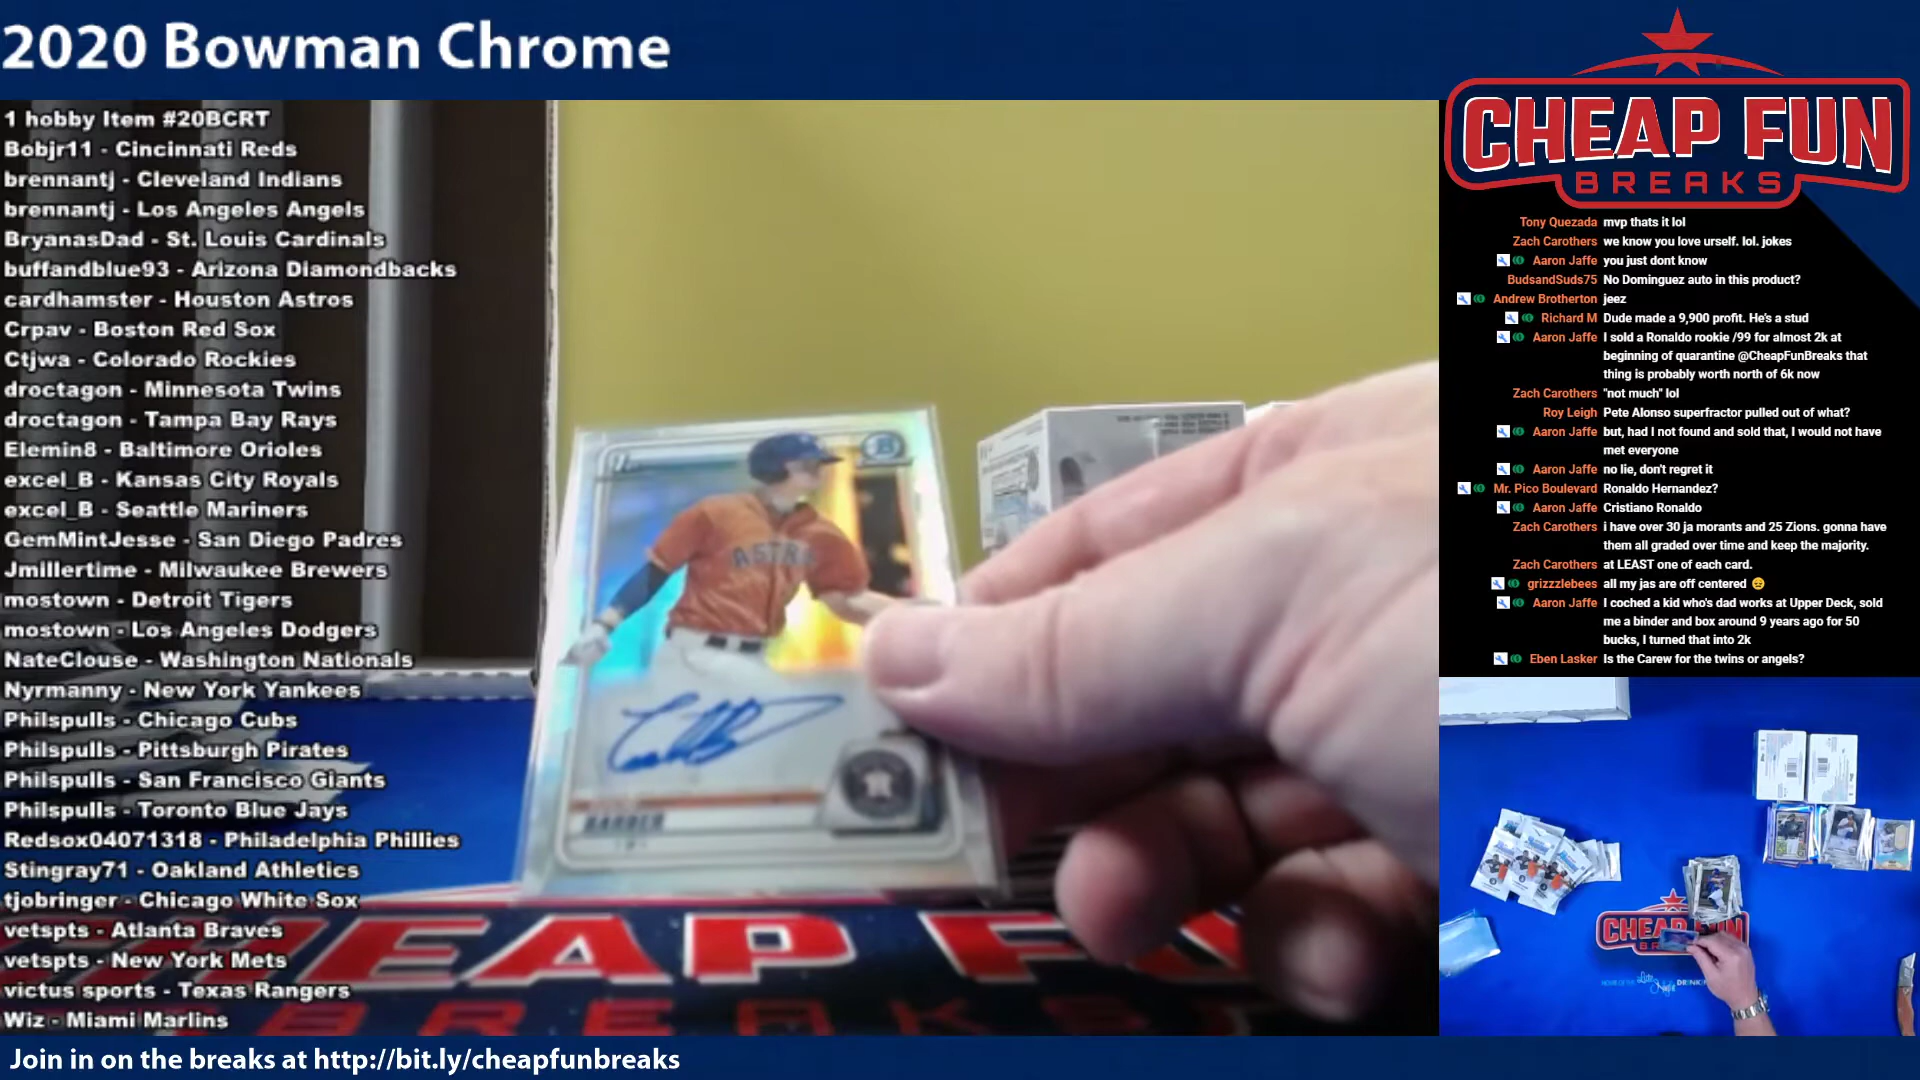 2020 Bowman Chrome
1 hobby Item #20BCRT
Bobjr11 - Cincinnati Reds
brennantj - Cleveland Indians
brennantj - Los Angeles Angels
BryanasDad - St. Louis Cardinals
buffandblue93 - Arizona Diamondbacks
cardhamster - Houston Astros
Crpav - Boston Red Sox
Ctjwa - Colorado Rockies
droctagon - Minnesota Twins
droctagon - Tampa Bay Rays
Elemin8 - Baltimore Orioles
excel_B - Kansas City Royals
excel_B - Seattle Mariners
GemMintJesse - San Diego Padres
Jmillertime - Milwaukee Brewers
mostown - Detroit Tigers
mostown - Los Angeles Dodgers
NateClouse - Washington Nationals
Nyrmanny - New York Yankees
Philspulls - Chicago Cubs
Philspulls - Pittsburgh Pirates
Philspulls - San Francisco Giants
Philspulls - Toronto Blue Jays
Redsox04071318 - Philadelphia Phillies
Stingray71 - Oakland Athletics
tjobringer - Chicago White Sox
vetspts - Atlanta Braves
vetspts - New York Mets
victus sports - Texas Rangers
Wiz - Miami Marlins
Join in on the breaks at http://bit.ly/cheapfunbreaks
BARBER
CHEAP FUN
BREAKS
Tony Quezada mvp thats it lol
Zach Carothers we know you love urself. lol. jokes
Aaron Jaffe you just dont know
BudsandSuds75 No Dominguez auto in this product?
Andrew Brotherton jeez
Richard M Dude made a 9,900 profit. He's a stud
Aaron Jaffe I sold a Ronaldo rookie /99 for almost 2k at
beginning of quarantine @CheapFunBreaks that
thing is probably worth north of 6k now
Zach Carothers "not much" lol
Roy Leigh Pete Alonso superfractor pulled out of what?
Aaron Jaffe but, had I not found and sold that, I would not have
met everyone
Aaron Jaffe no lie, don't regret it
Mr. Pico Boulevard Ronaldo Hernandez?
Aaron Jaffe Cristiano Ronaldo
Zach Carothers i have over 30 ja morants and 25 Zions. gonna have
them all graded over time and keep the majority.
Zach Carothers at LEAST one of each card.
grizzzlebees all my jas are off centered 😑
Aaron Jaffe I coched a kid who's dad works at Upper Deck, sold
me a binder and box around 9 years ago for 50
bucks, I turned that into 2k
Eben Lasker Is the Carew for the twins or angels?